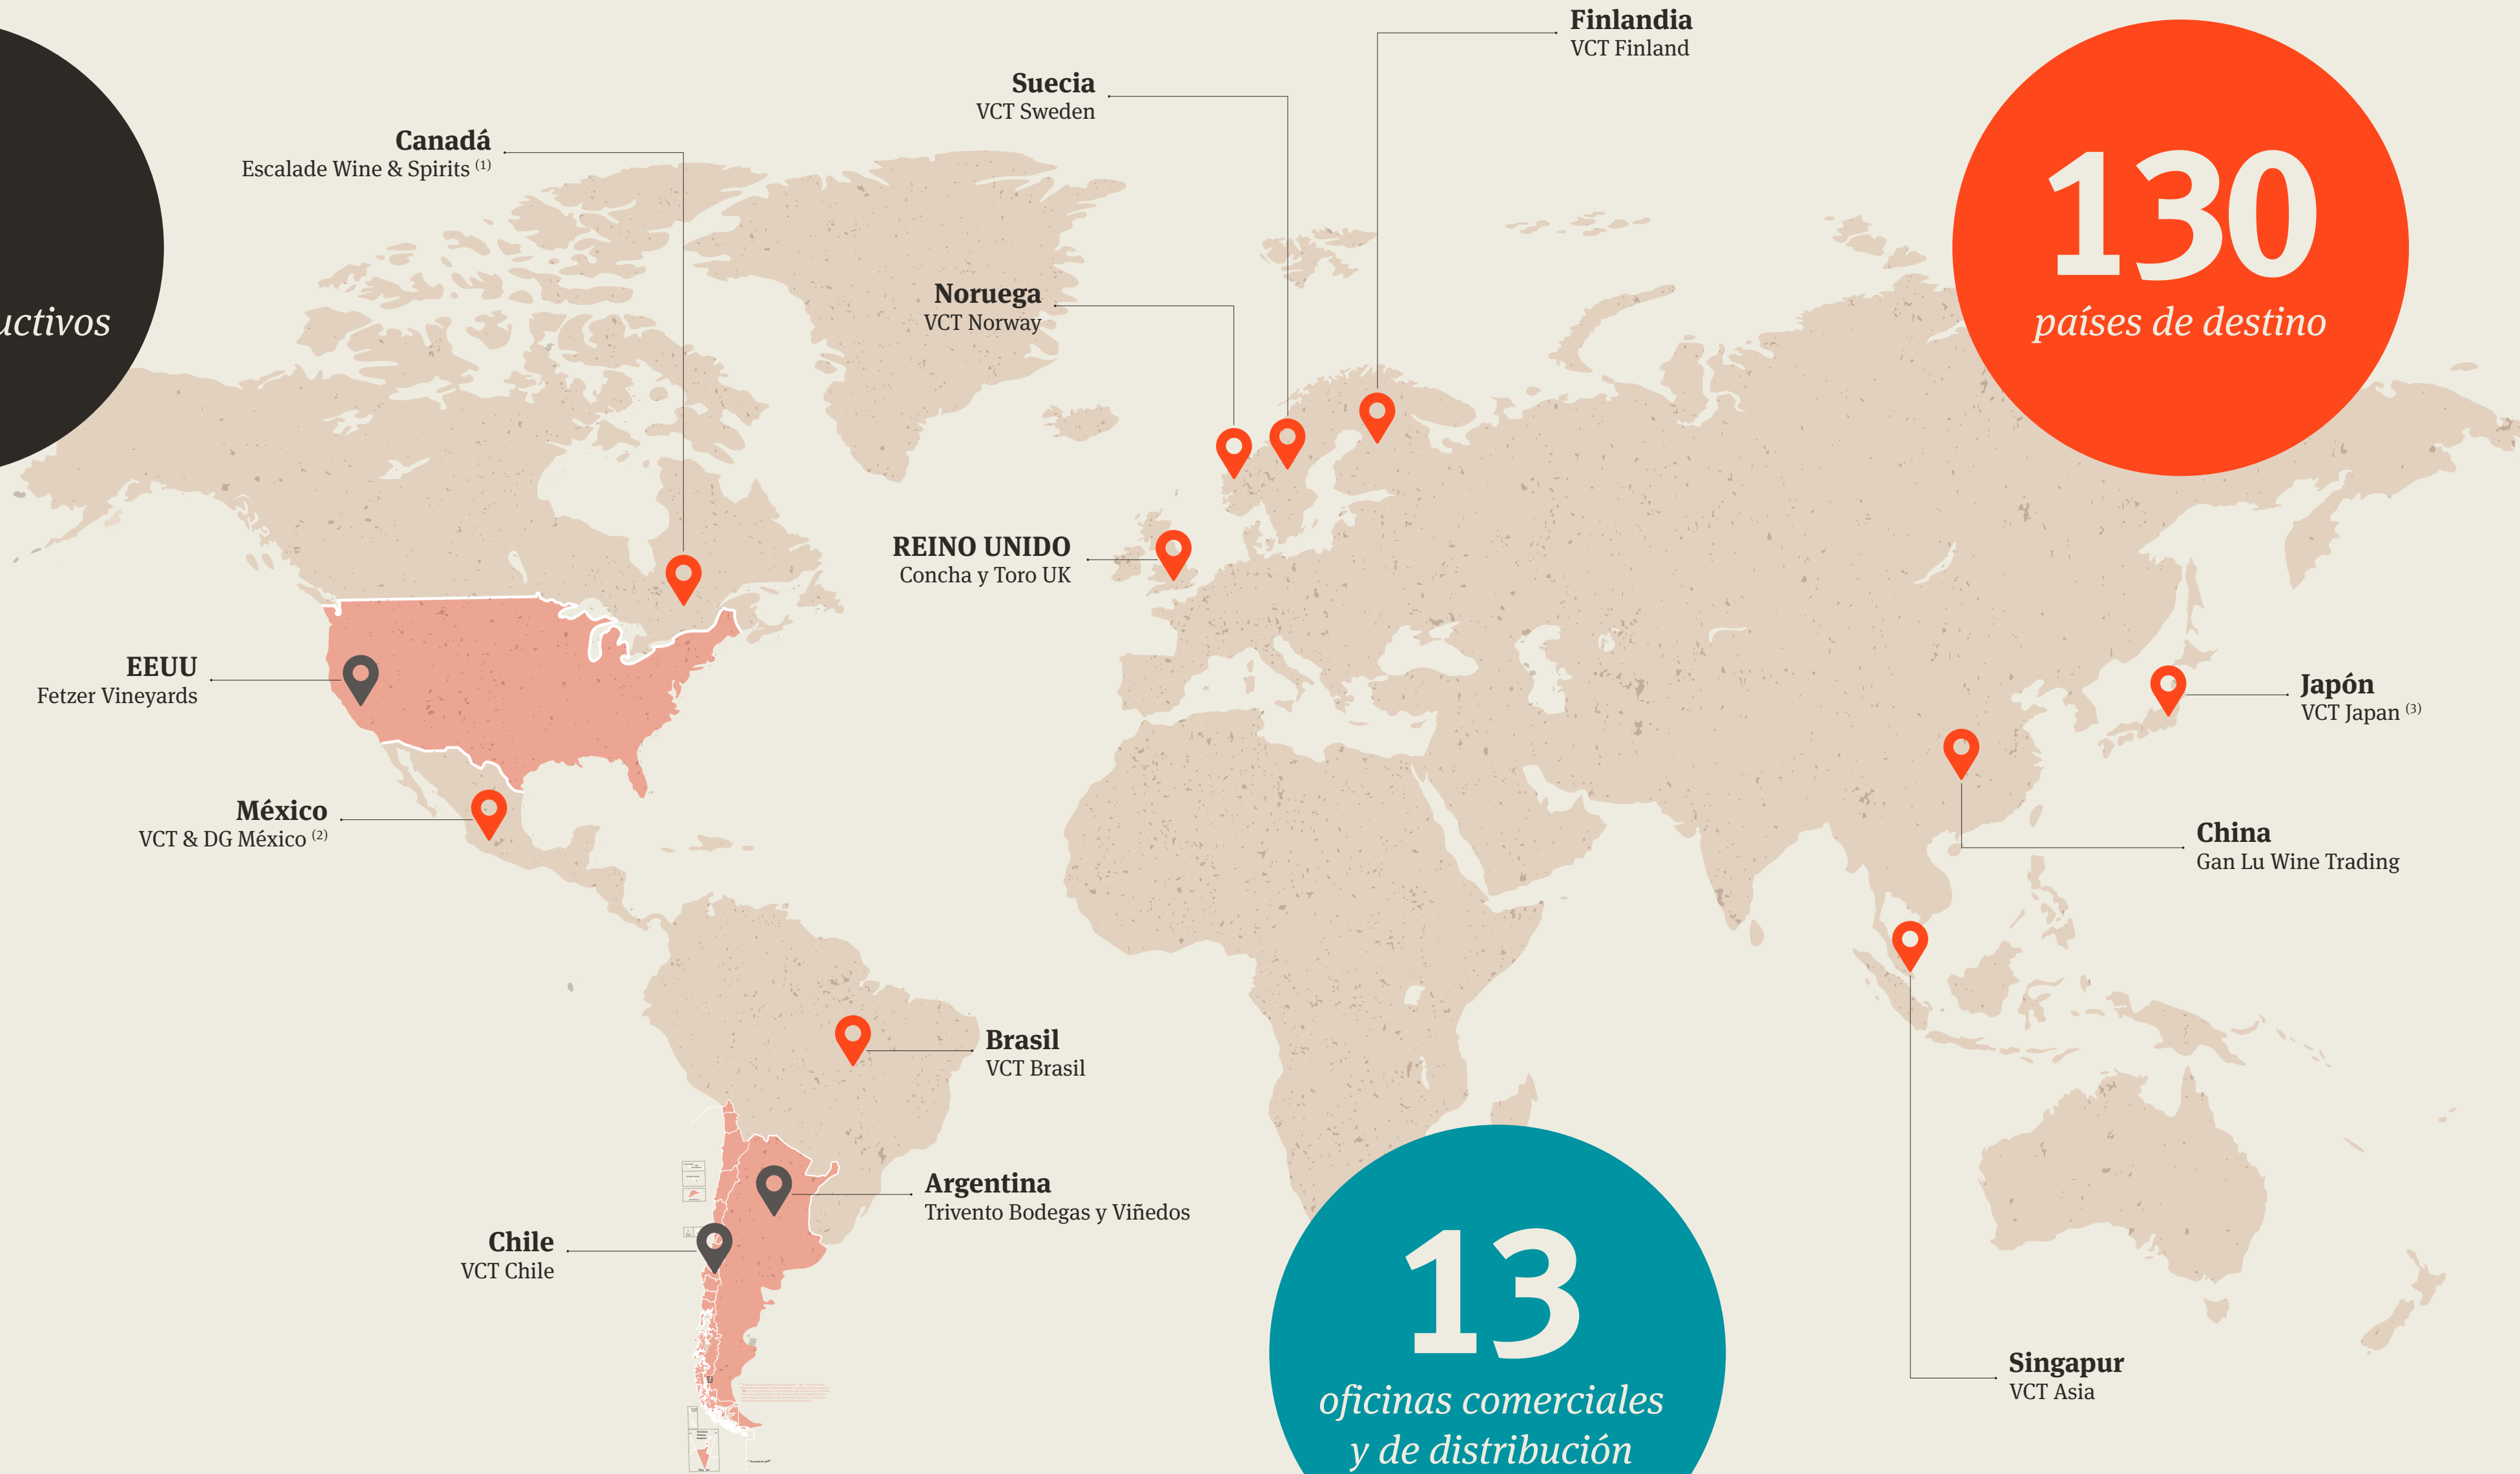 Finlandia
VCT Finland
Suecia
VCT Sweden
Canadá
Escalade Wine & Spirits (1)
130
países de destino
uctivos
Noruega
VCT Norway
REINO UNIDO
Concha y Toro UK
EEUU
Fetzer Vineyards
Japón
VCT Japan (3)
México
VCT & DG México (2)
China
Gan Lu Wine Trading
Brasil
VCT Brasil
Argentina
Trivento Bodegas y Viñedos
Chile
VCT Chile
13
oficinas comerciales
y de distribución
Singapur
VCT Asia